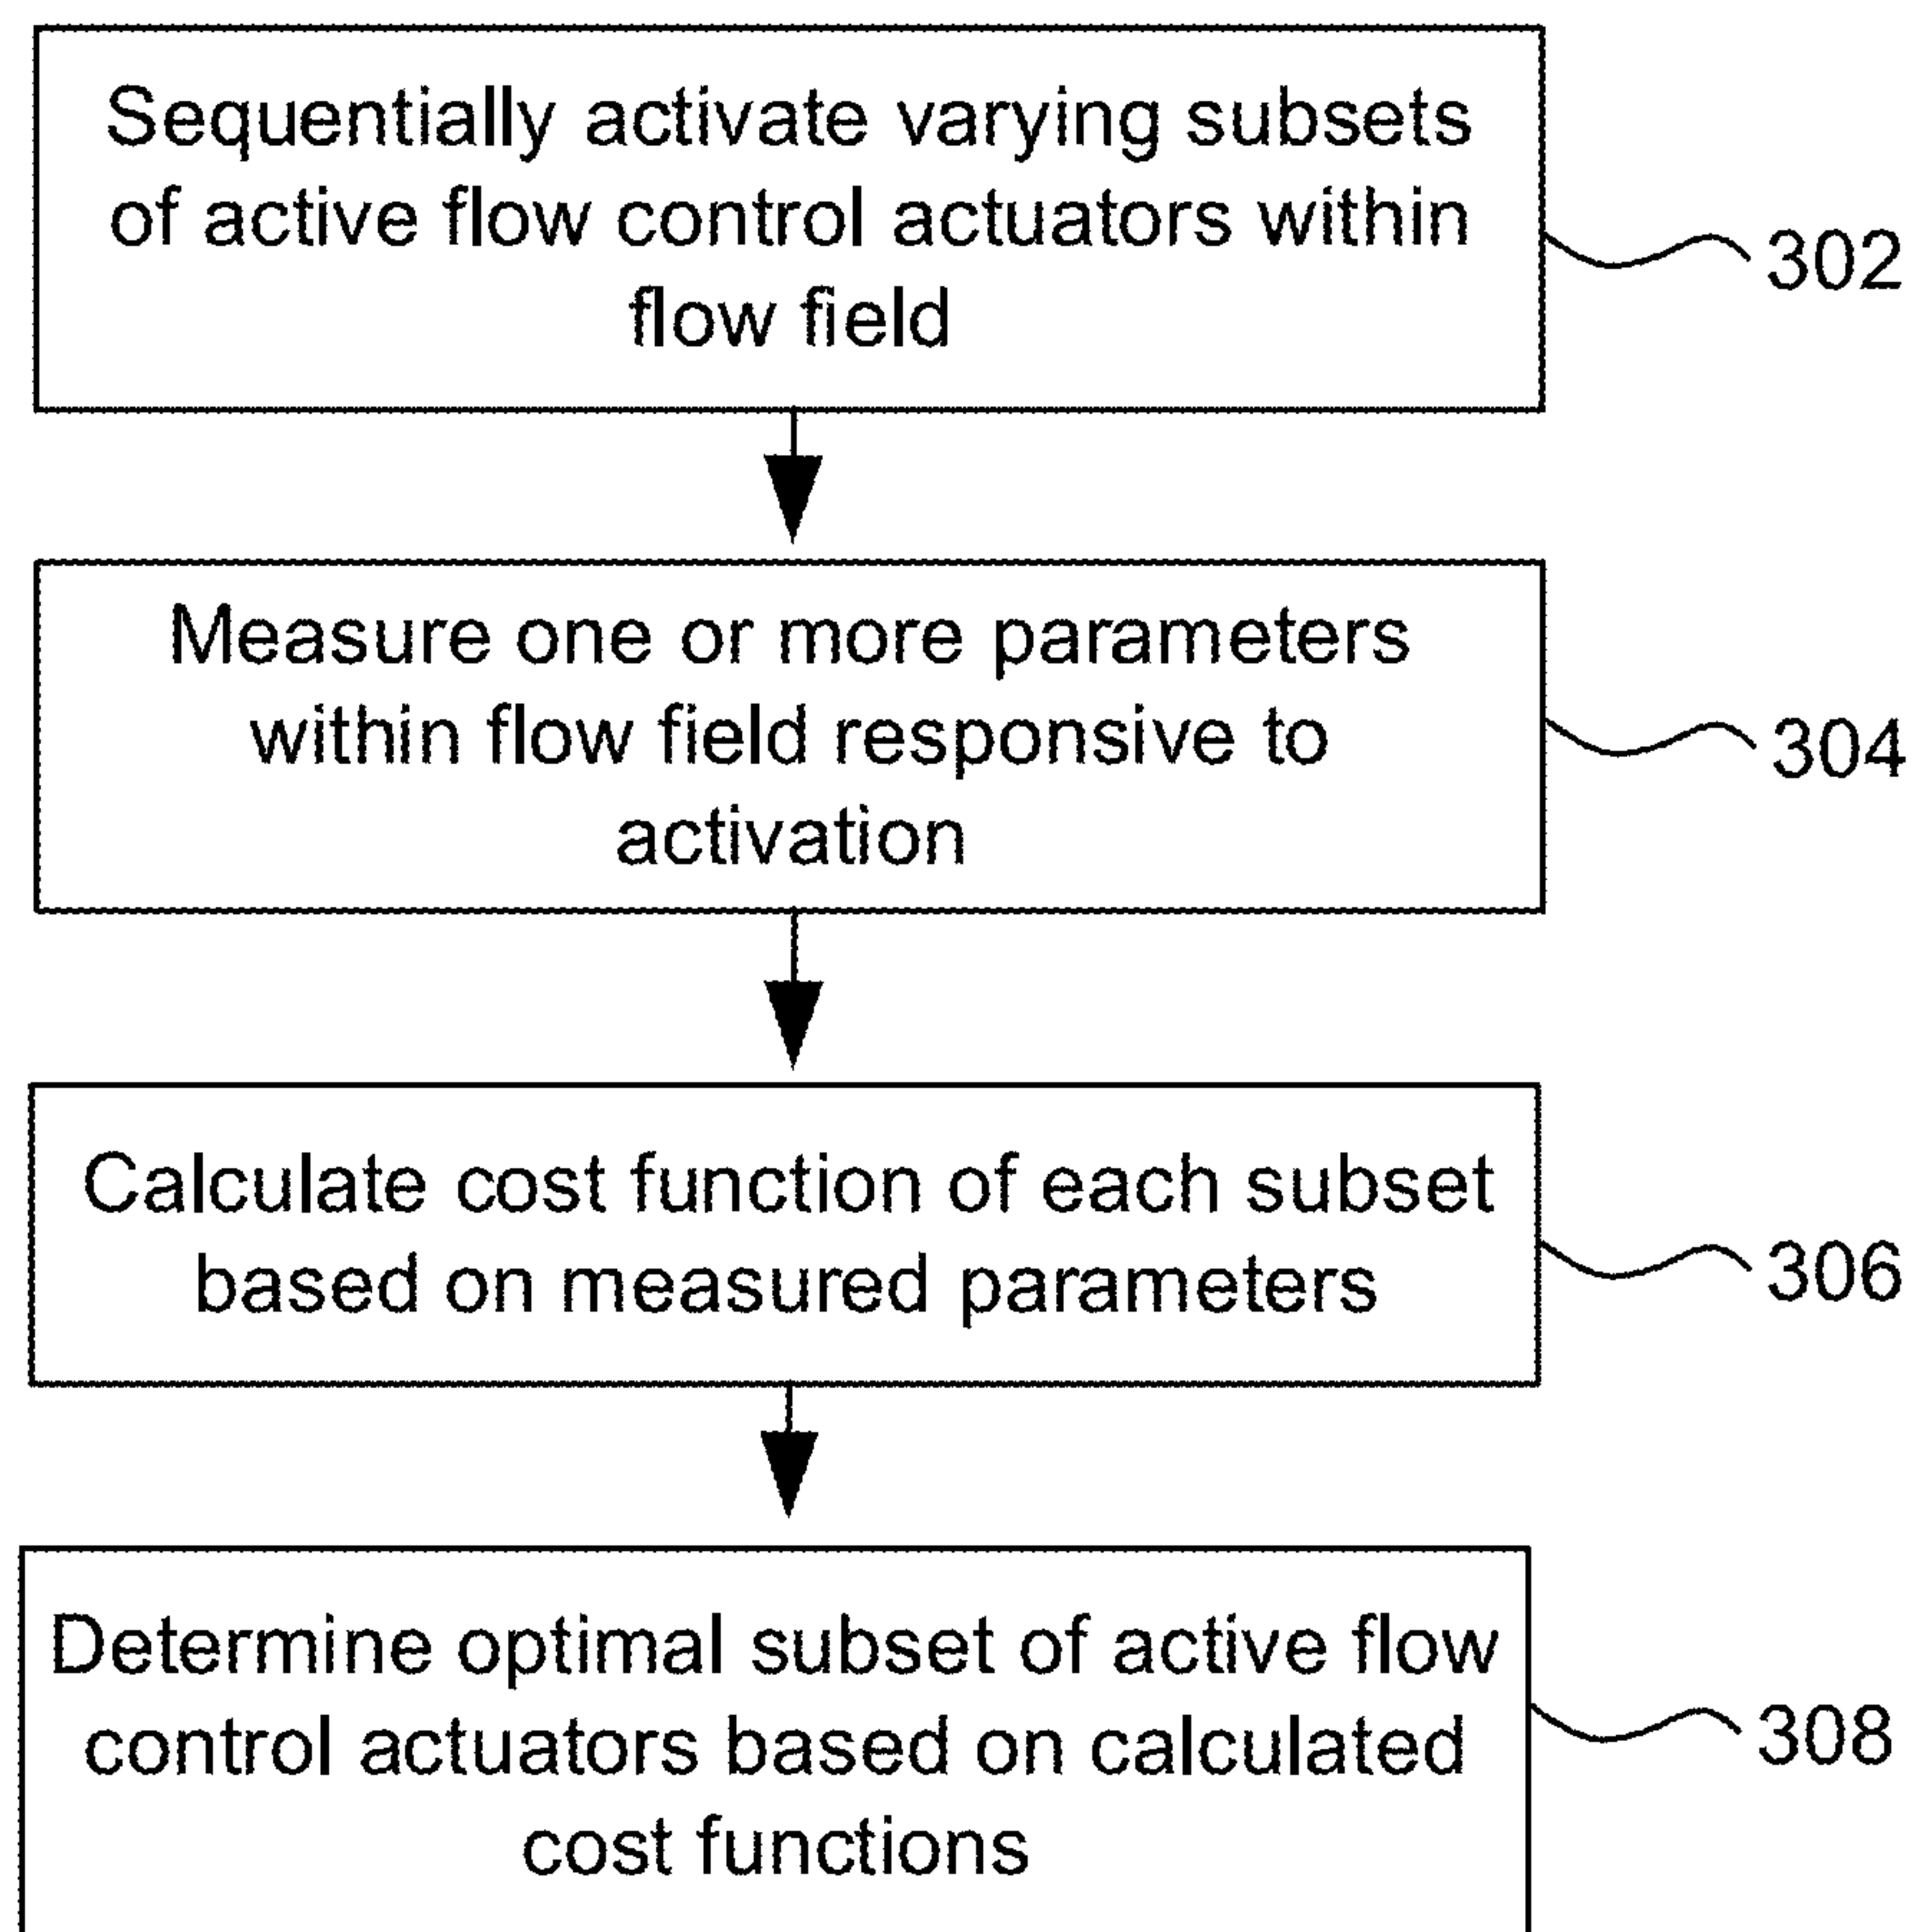 Sequentially activate varying subsets
of active flow control actuators within
flow field
302
Measure one or more parameters
within flow field responsive to
activation
304
Calculate cost function of each subset
based on measured parameters
306
Determine optimal subset of active flow
control actuators based on calculated
cost functions
308